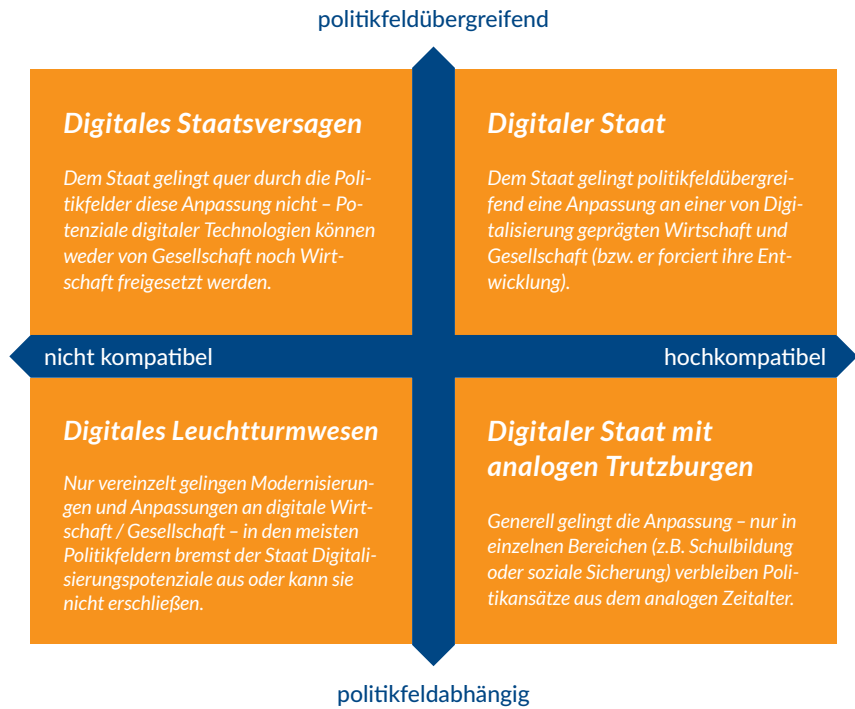 politikfeldübergreifend
Digitales Staatsversagen
Dem Staat gelingt quer durch die Poli-
tikfelder diese Anpassung nicht – Po-
tenziale digitaler Technologien können
weder von Gesellschaft noch Wirt-
schaft freigesetzt werden.
Digitaler Staat
Dem Staat gelingt politikfeldübergrei-
fend eine Anpassung an einer von Digi-
talisierung geprägten Wirtschaft und
Gesellschaft (bzw. er forciert ihre Ent-
wicklung).
nicht kompatibel
hochkompatibel
Digitales Leuchtturmwesen
Nur vereinzelt gelingen Modernisierun-
gen und Anpassungen an digitale Wirt-
schaft / Gesellschaft – in den meisten
Politikfeldern bremst der Staat Digitali-
sierungspotenziale aus oder kann sie
nicht erschließen.
Digitaler Staat mit
analogen Trutzburgen
Generell gelingt die Anpassung – nur in
einzelnen Bereichen (z.B. Schulbildung
oder soziale Sicherung) verbleiben Poli-
tikansätze aus dem analogen Zeitalter.
politikfeldabhängig